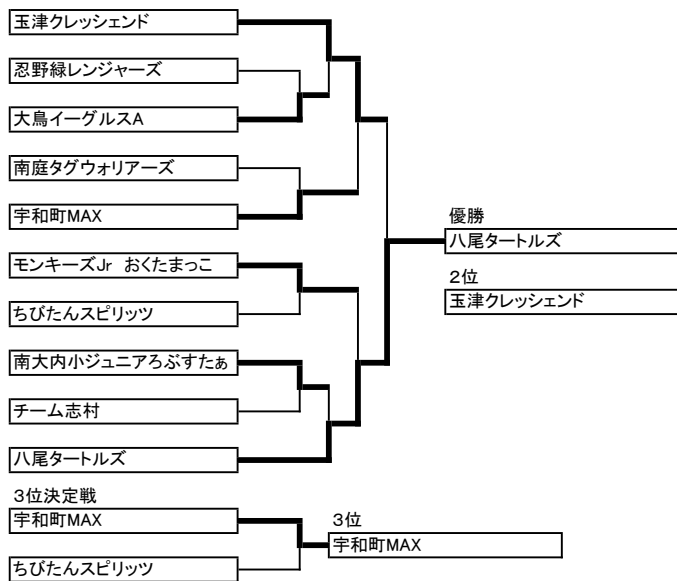 玉津クレッシェンド
忍野緑レンジャーズ
大鳥イーグルスA
南庭タグウォリアーズ
宇和町MAX
優勝
八尾タートルズ
モンキーズJr　おくたまっこ
2位
玉津クレッシェンド
ちびたんスピリッツ
南大内小ジュニアろぶすたぁ
チーム志村
八尾タートルズ
3位決定戦
宇和町MAX
3位
宇和町MAX
ちびたんスピリッツ